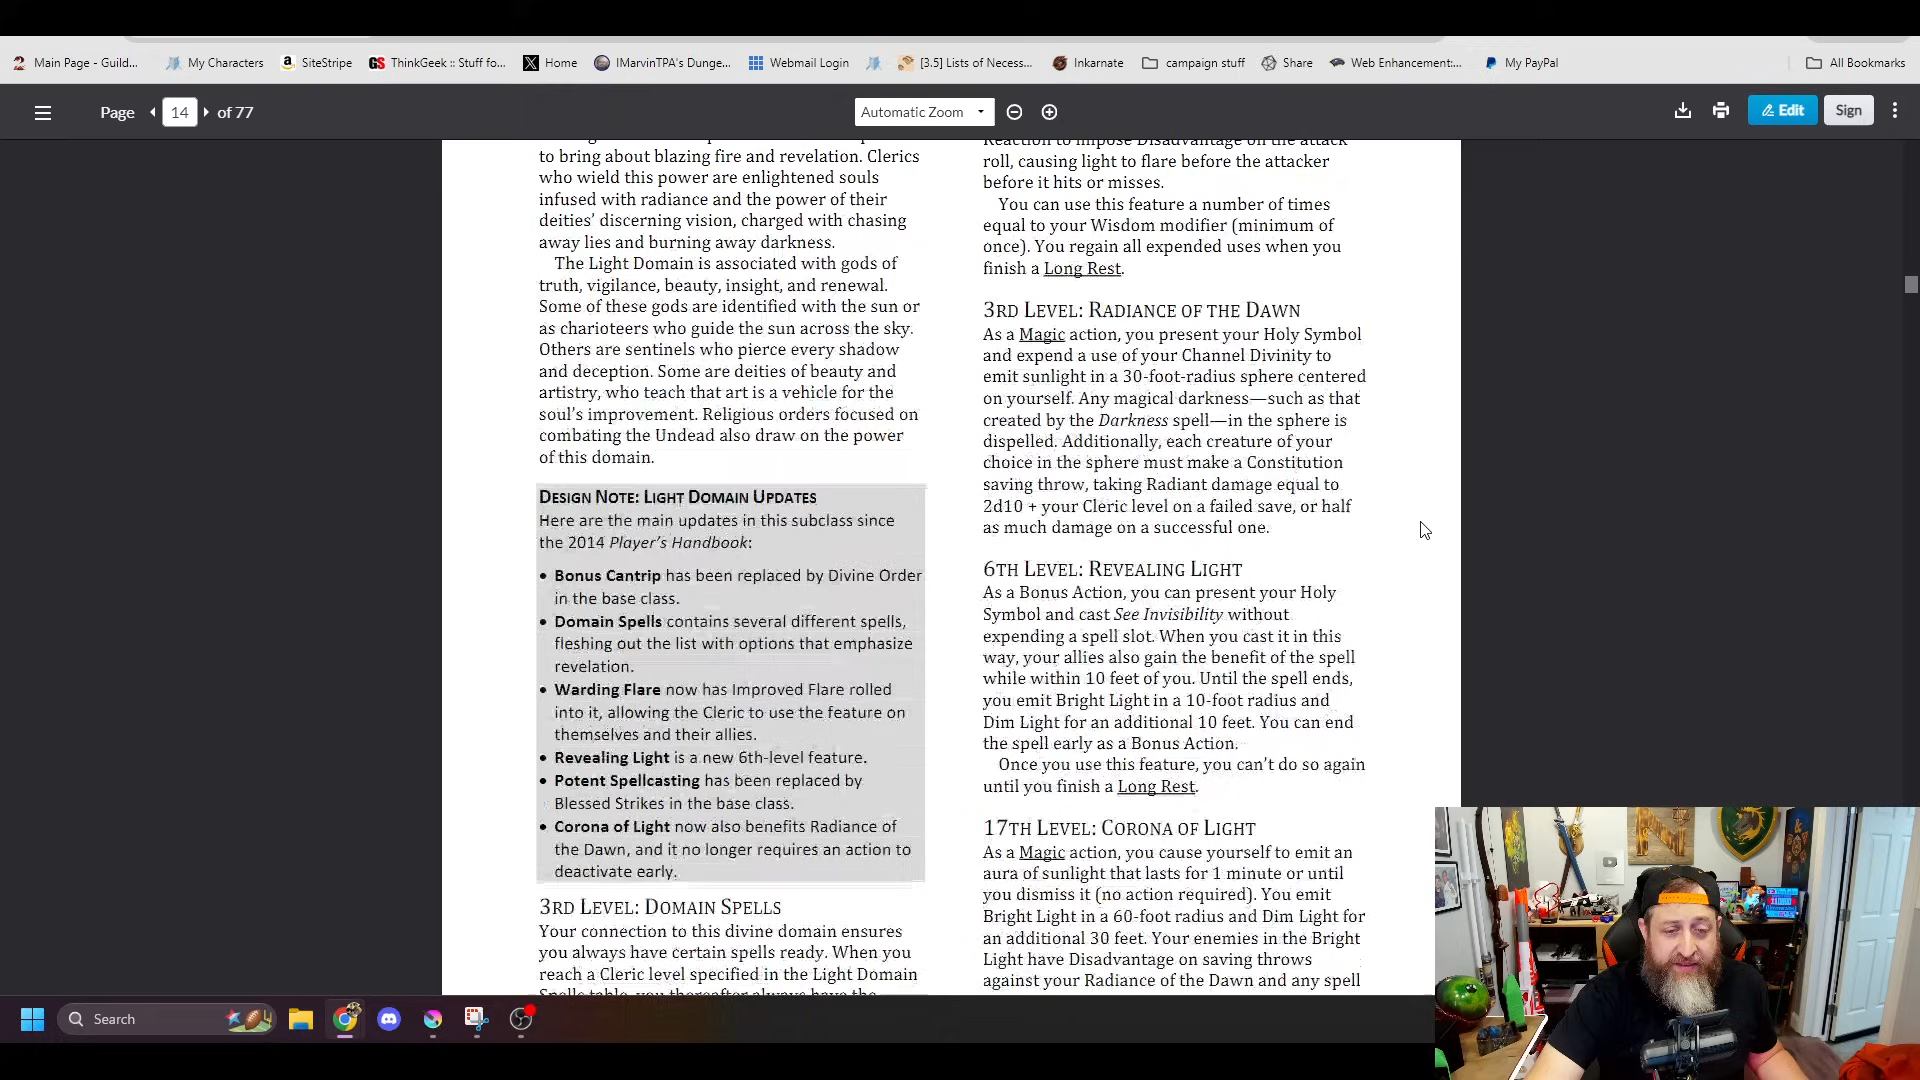 Main Page - Guild...
My Characters
SiteStripe
ThinkGeek :: Stuff fo...
Home
IMarvinTPA's Dunge...
Webmail Login
[3.5] Lists of Necess...
Inkarnate
campaign stuff
Share
Web Enhancement:...
My PayPal
All Bookmarks
Page 14 of 77
Automatic Zoom
Edit
Sign
to bring about blazing fire and revelation. Clerics
who wield this power are enlightened souls
infused with radiance and the power of their
deities’ discerning vision, charged with chasing
away lies and burning away darkness.
The Light Domain is associated with gods of
truth, vigilance, beauty, insight, and renewal.
Some of these gods are identified with the sun or
as charioteers who guide the sun across the sky.
Others are sentinels who pierce every shadow
and deception. Some are deities of beauty and
artistry, who teach that art is a vehicle for the
soul’s improvement. Religious orders focused on
combating the Undead also draw on the power
of this domain.
DESIGN NOTE: LIGHT DOMAIN UPDATES
Here are the main updates in this subclass since
the 2014 Player’s Handbook:
• Bonus Cantrip has been replaced by Divine Order
in the base class.
• Domain Spells contains several different spells,
fleshing out the list with options that emphasize
revelation.
• Warding Flare now has Improved Flare rolled
into it, allowing the Cleric to use the feature on
themselves and their allies.
• Revealing Light is a new 6th-level feature.
• Potent Spellcasting has been replaced by
Blessed Strikes in the base class.
• Corona of Light now also benefits Radiance of
the Dawn, and it no longer requires an action to
deactivate early.
3RD LEVEL: DOMAIN SPELLS
Your connection to this divine domain ensures
you always have certain spells ready. When you
reach a Cleric level specified in the Light Domain
Spells table, you thereafter always have the
Reaction to impose Disadvantage on the attack
roll, causing light to flare before the attacker
before it hits or misses.
You can use this feature a number of times
equal to your Wisdom modifier (minimum of
once). You regain all expended uses when you
finish a Long Rest.
3RD LEVEL: RADIANCE OF THE DAWN
As a Magic action, you present your Holy Symbol
and expend a use of your Channel Divinity to
emit sunlight in a 30-foot-radius sphere centered
on yourself. Any magical darkness—such as that
created by the Darkness spell—in the sphere is
dispelled. Additionally, each creature of your
choice in the sphere must make a Constitution
saving throw, taking Radiant damage equal to
2d10 + your Cleric level on a failed save, or half
as much damage on a successful one.
6TH LEVEL: REVEALING LIGHT
As a Bonus Action, you can present your Holy
Symbol and cast See Invisibility without
expending a spell slot. When you cast it in this
way, your allies also gain the benefit of the spell
while within 10 feet of you. Until the spell ends,
you emit Bright Light in a 10-foot radius and
Dim Light for an additional 10 feet. You can end
the spell early as a Bonus Action.
Once you use this feature, you can’t do so again
until you finish a Long Rest.
17TH LEVEL: CORONA OF LIGHT
As a Magic action, you cause yourself to emit an
aura of sunlight that lasts for 1 minute or until
you dismiss it (no action required). You emit
Bright Light in a 60-foot radius and Dim Light for
an additional 30 feet. Your enemies in the Bright
Light have Disadvantage on saving throws
against your Radiance of the Dawn and any spell
Search